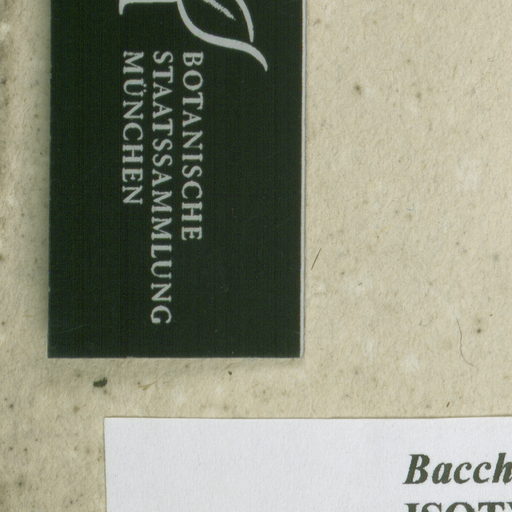 BOTANISCHE
STAATSSAMMLUNG
MÜNCHEN
Bacch